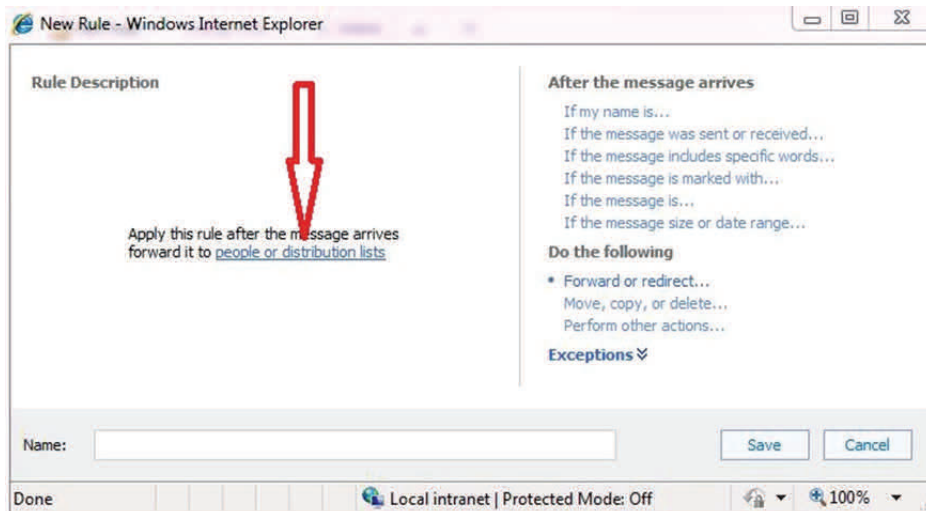 New Rule - Windows Internet Explorer
Rule Description
Apply this rule after the message arrives
forward it to people or distribution lists
After the message arrives
If my name is...
If the message was sent or received...
If the message includes specific words...
If the message is marked with...
If the message is...
If the message size or date range...
Do the following
Forward or redirect...
Move, copy, or delete...
Perform other actions...
Exceptions
Name:
Save
Cancel
Done
Local intranet | Protected Mode: Off
100%